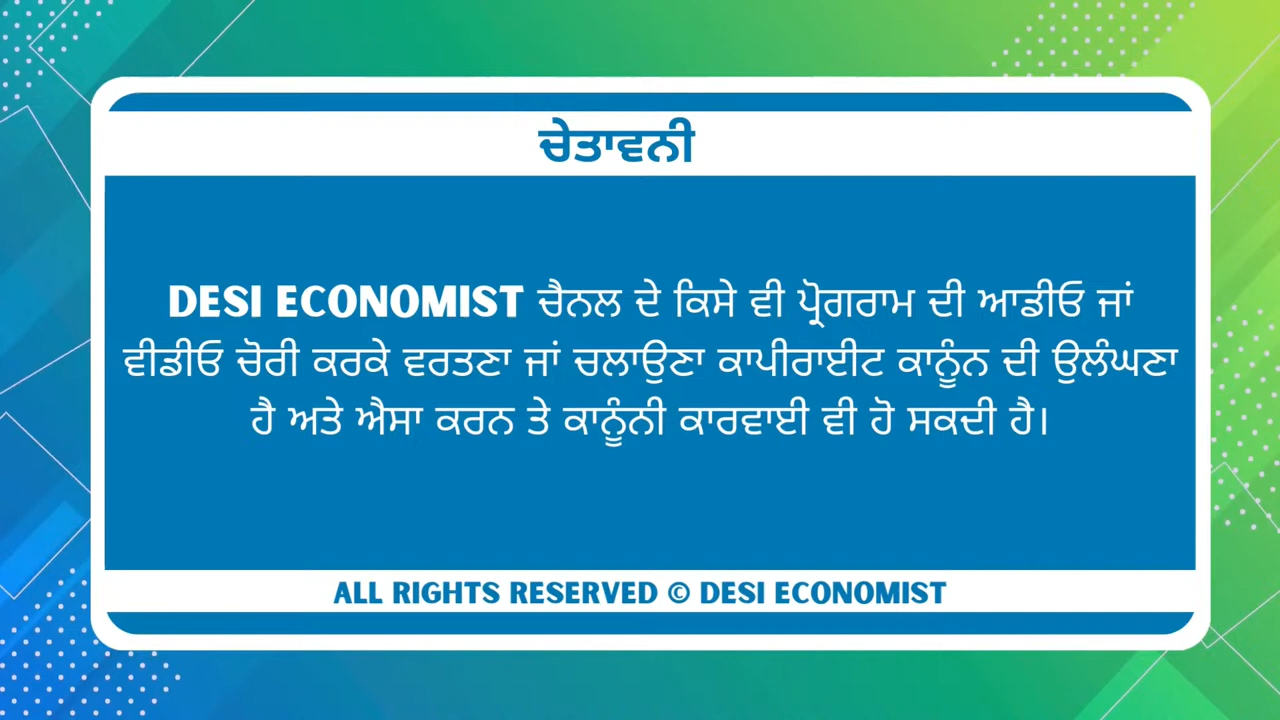 ਚੇਤਾਵਨੀ
DESI ECONOMIST ਚੈਨਲ ਦੇ ਕਿਸੇ ਵੀ ਪ੍ਰੋਗਰਾਮ ਦੀ ਆਡੀਓ ਜਾਂ
ਵੀਡੀਓ ਚੋਰੀ ਕਰਕੇ ਵਰਤਣਾ ਜਾਂ ਚਲਾਉਣਾ ਕਾਪੀਰਾਈਟ ਕਾਨੂੰਨ ਦੀ ਉਲੰਘਣਾ
ਹੈ ਅਤੇ ਐਸਾ ਕਰਨ ਤੇ ਕਾਨੂੰਨੀ ਕਾਰਵਾਈ ਵੀ ਹੋ ਸਕਦੀ ਹੈ।
ALL RIGHTS RESERVED © DESI ECONOMIST